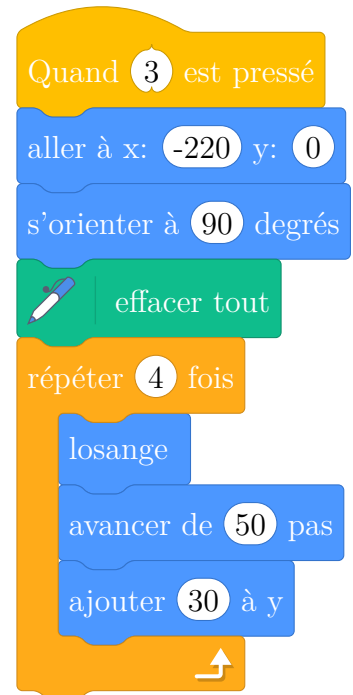 Quand 3 est pressé
aller à x: -220 y: 0
s'orienter à 90 degrés
effacer tout
répéter 4 fois
losange
avancer de 50 pas
ajouter 30 à y